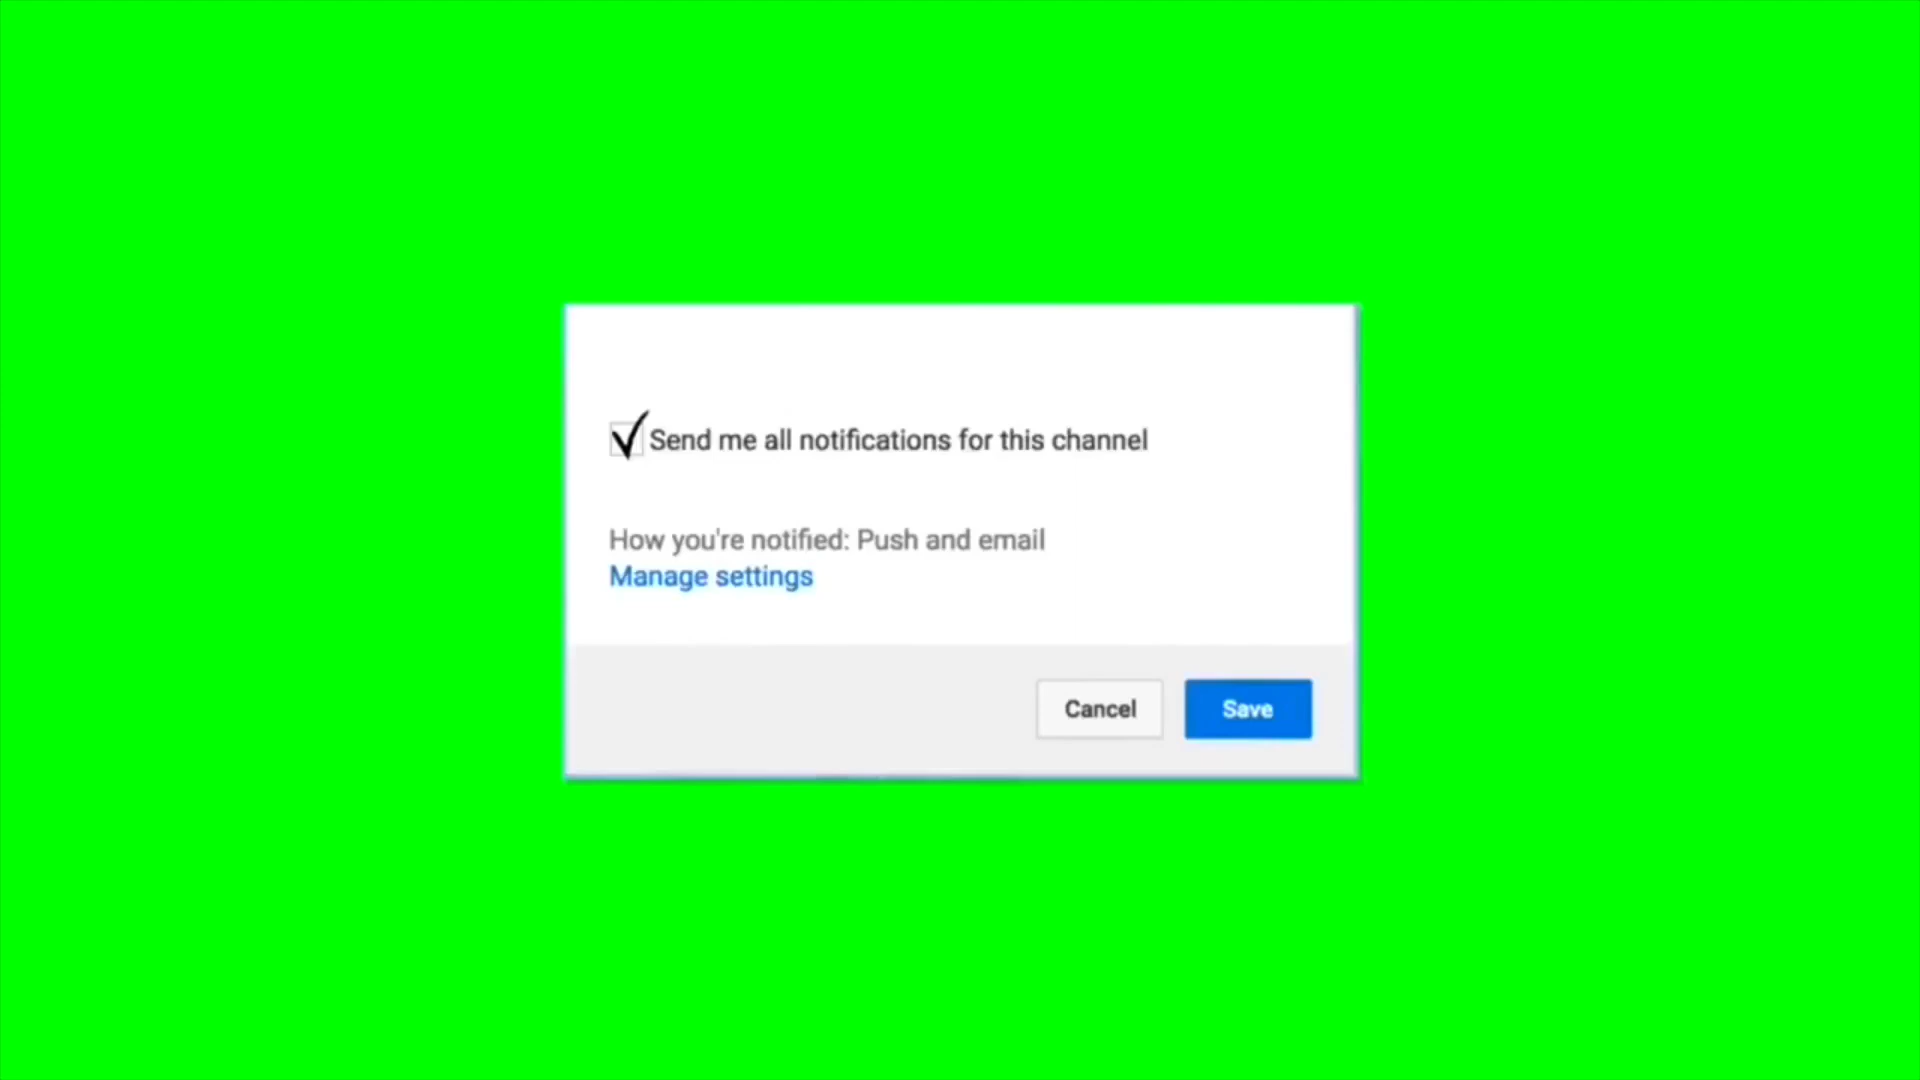 Send me all notifications for this channel
How you're notified: Push and email
Manage settings
Cancel
Save